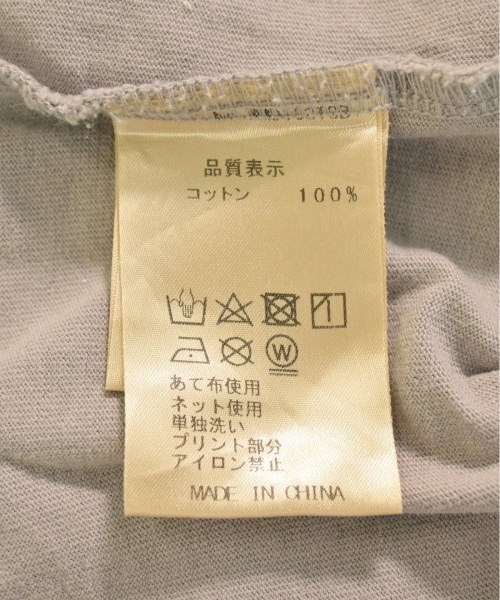 品質表示
コットン 100%
W
あて布使用
ネット使用
単独洗い
プリント部分
アイロン禁止
MADE IN CHINA